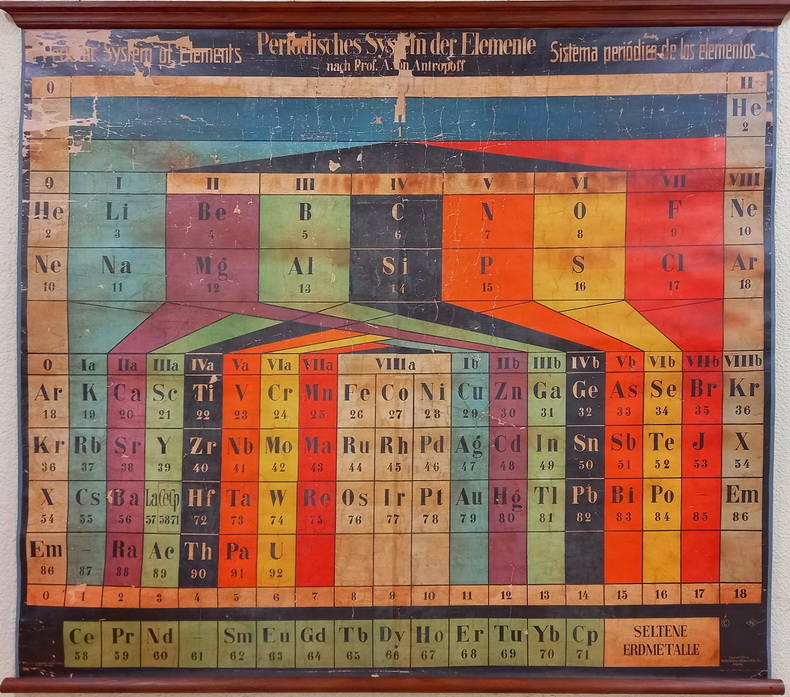 System of Elements
Periodisches System der Elemente
Sistema periódico de los elementos
nach Prof. A. von Antropoff
0 II
He
2
1
0 I II III IV V VI VII VIII
He Li Be B C N O F Ne
2 3 4 5 6 7 8 9 10
Ne Na Mg Al Si P S Cl Ar
10 11 12 13 14 15 16 17 18
0 Ia IIa IIIa IVa Va VIa VIIa VIIIa Ib IIb IIIb IVb Vb VIb VIIb VIIIb
Ar K Ca Sc Ti V Cr Mn Fe Co Ni Cu Zn Ga Ge As Se Br Kr
18 19 20 21 22 23 24 25 26 27 28 29 30 31 32 33 34 35 36
Kr Rb Sr Y Zr Nb Mo Ma Ru Rh Pd Ag Cd In Sn Sb Te J X
36 37 38 39 40 41 42 43 44 45 46 47 48 49 50 51 52 53 54
X Cs Ba La Ce Cp Hf Ta W Re Os Ir Pt Au Hg Tl Pb Bi Po – Em
54 55 56 57 58 71 72 73 74 75 76 77 78 79 80 81 82 83 84 85 86
Em – Ra Ac Th Pa U
86 87 88 89 90 91 92
0 1 2 3 4 5 6 7 8 9 10 11 12 13 14 15 16 17 18
Ce Pr Nd – Sm Eu Gd Tb Dy Ho Er Tu Yb Cp
58 59 60 61 62 63 64 65 66 67 68 69 70 71
SELTENE
ERDMETALLE